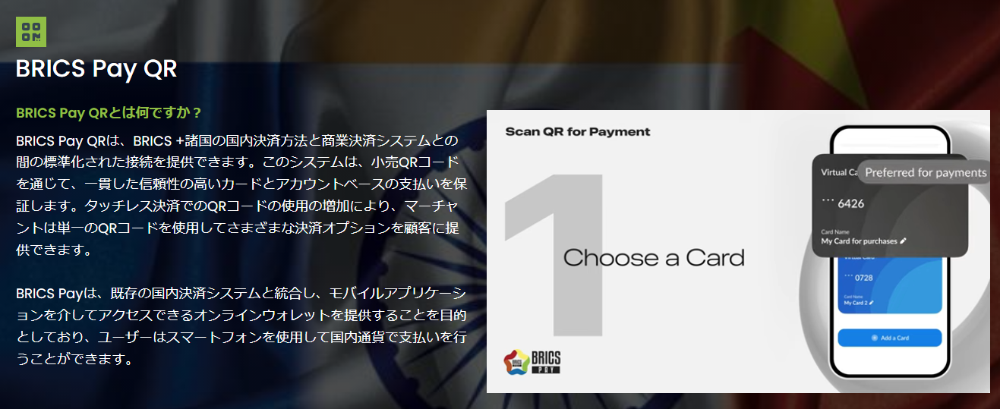 BRICS Pay QR
BRICS Pay QRとは何ですか？
BRICS Pay QRは、BRICS +諸国の国内決済方法と商業決済システムとの
間の標準化された接続を提供できます。このシステムは、小売QRコード
を通じて、一貫した信頼性の高いカードとアカウントベースの支払いを保
証します。タッチレス決済でのQRコードの使用の増加により、マーチャ
ントは単一のQRコードを使用してさまざまな決済オプションを顧客に提
供できます。
BRICS Payは、既存の国内決済システムと統合し、モバイルアプリケーシ
ョンを介してアクセスできるオンラインウォレットを提供することを目的
としており、ユーザーはスマートフォンを使用して国内通貨で支払いを行
うことができます。
Scan QR for Payment
1
Choose a Card
Virtual Ca
Preferred for payments
··· 6426
Card Name
My Card for purchases
Virtual Card
··· 0728
Card Name
My Card 2
Add a Card
BRICS
PAY